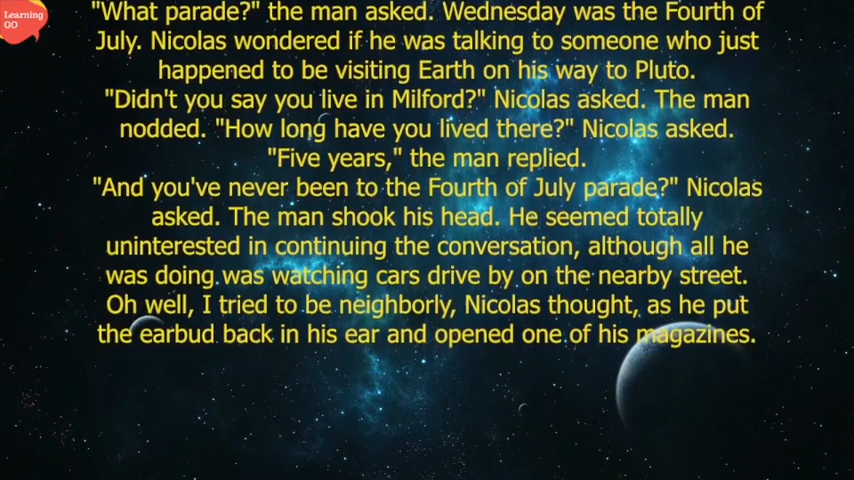 Learning
GO
"What parade?" the man asked. Wednesday was the Fourth of
July. Nicolas wondered if he was talking to someone who just
happened to be visiting Earth on his way to Pluto.
"Didn't you say you live in Milford?" Nicolas asked. The man
nodded. "How long have you lived there?" Nicolas asked.
"Five years," the man replied.
"And you've never been to the Fourth of July parade?" Nicolas
asked. The man shook his head. He seemed totally
uninterested in continuing the conversation, although all he
was doing was watching cars drive by on the nearby street.
Oh well, I tried to be neighborly, Nicolas thought, as he put
the earbud back in his ear and opened one of his magazines.